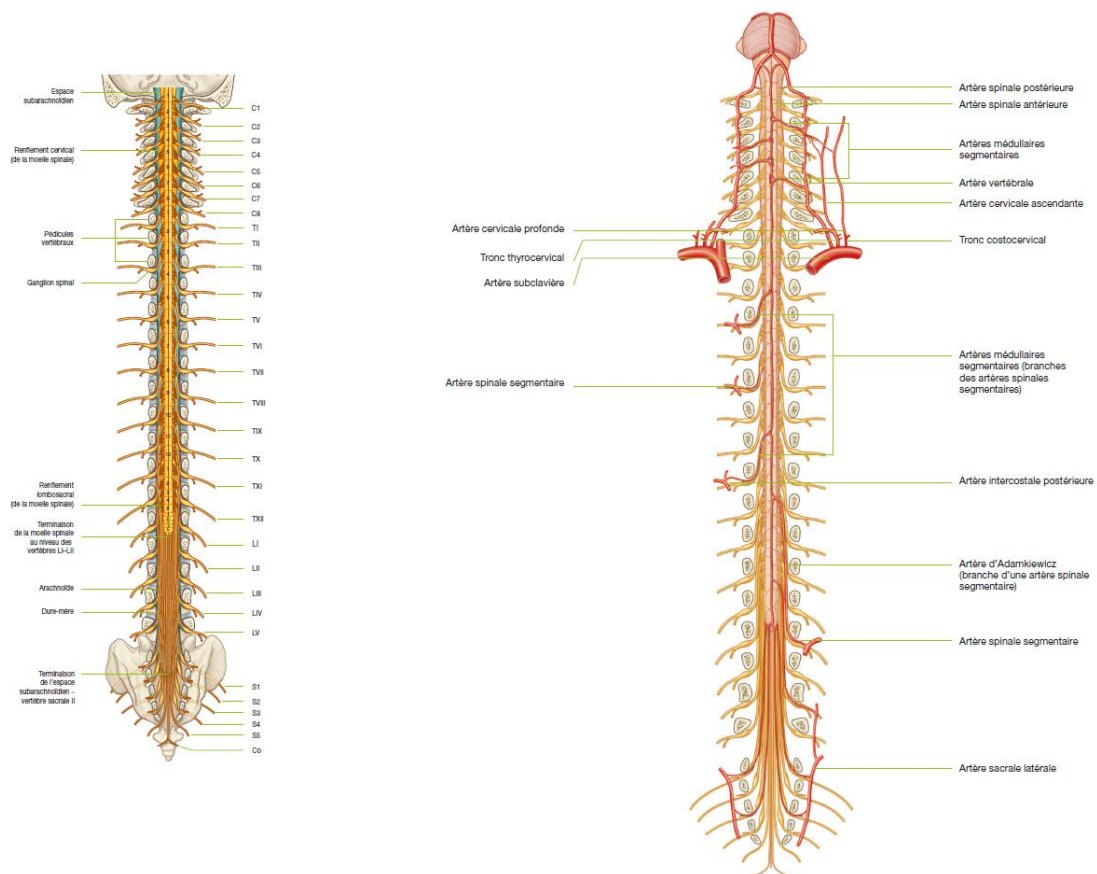 Espace
subarachnoïdien
Renflement cervical
(de la moelle spinale)
Pédicules
vertébraux
Ganglion spinal
Renflement
lombosacral
(de la moelle spinale)
Terminaison
de la moelle spinale
au niveau des
vertèbres LI-LII
Arachnoïde
Dure-mère
Terminaison
de l'espace
subarachnoïdien -
vertèbre sacrale II
C1
C2
C3
C4
C5
C6
C7
C8
TI
TII
TIII
TIV
TV
TVI
TVII
TVIII
TIX
TX
TXI
TXII
LI
LII
LIII
LIV
LV
S1
S2
S3
S4
S5
Co
Artère cervicale profonde
Tronc thyrocervical
Artère subclavière
Artère spinale segmentaire
Artère spinale postérieure
Artère spinale antérieure
Artères médullaires
segmentaires
Artère vertébrale
Artère cervicale ascendante
Tronc costocervical
Artères médullaires
segmentaires (branches
des artères spinales
segmentaires)
Artère intercostale postérieure
Artère d'Adamkiewicz
(branche d'une artère spinale
segmentaire)
Artère spinale segmentaire
Artère sacrale latérale